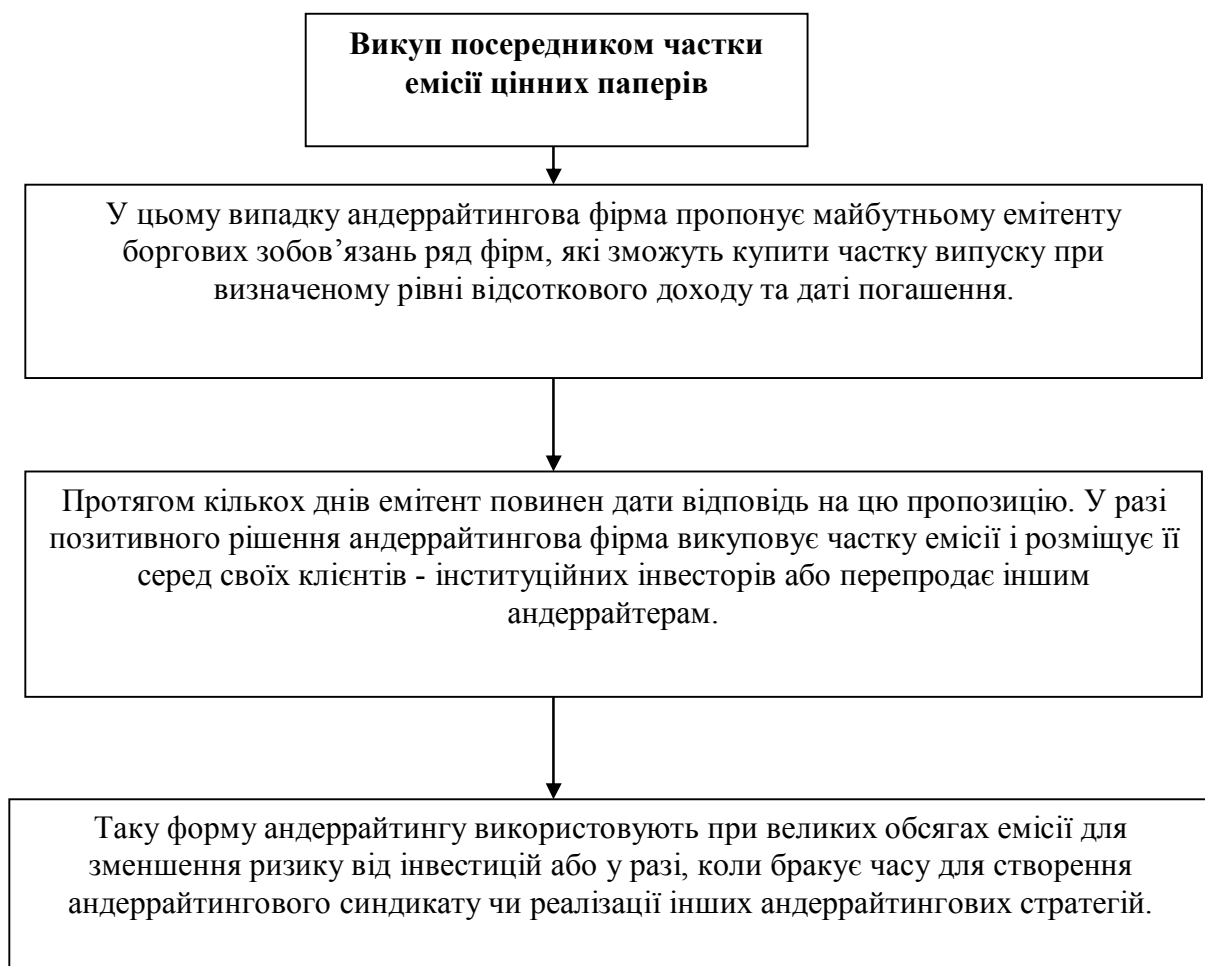 Викуп посередником частки
емісії цінних паперів
У цьому випадку андеррайтингова фірма пропонує майбутньому емітенту
боргових зобов’язань ряд фірм, які зможуть купити частку випуску при
визначеному рівні відсоткового доходу та даті погашення.
Протягом кількох днів емітент повинен дати відповідь на цю пропозицію. У разі
позитивного рішення андеррайтингова фірма викуповує частку емісії і розміщує її
серед своїх клієнтів - інституційних інвесторів або перепродає іншим
андеррайтерам.
Таку форму андеррайтингу використовують при великих обсягах емісії для
зменшення ризику від інвестицій або у разі, коли бракує часу для створення
андеррайтингового синдикату чи реалізації інших андеррайтингових стратегій.